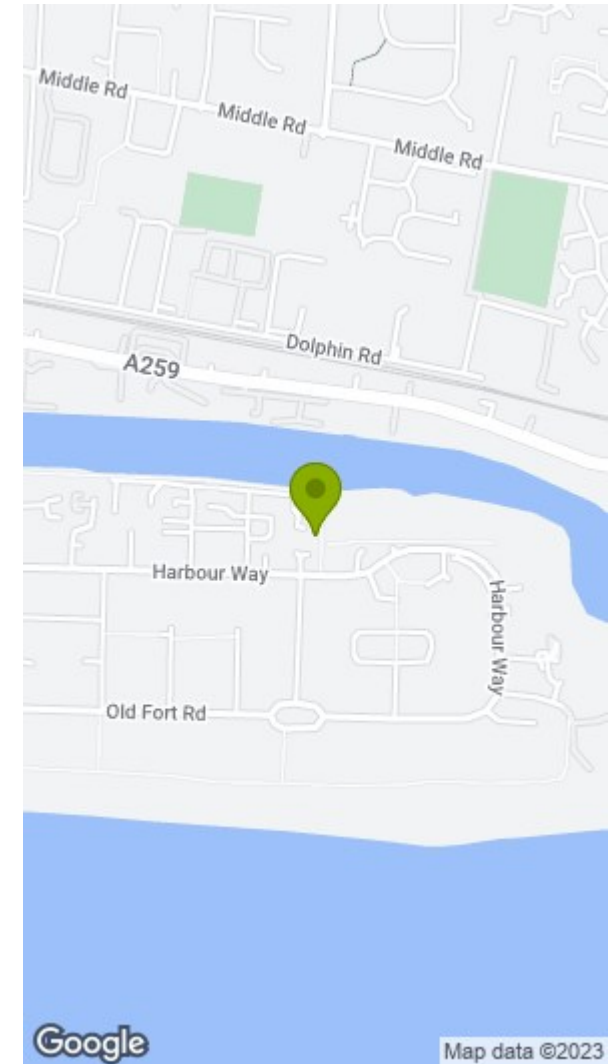 Middle Rd
Middle Rd
Middle Rd
Dolphin Rd
A259
Harbour Way
Harbour Way
Old Fort Rd
Google
Map data ©2023